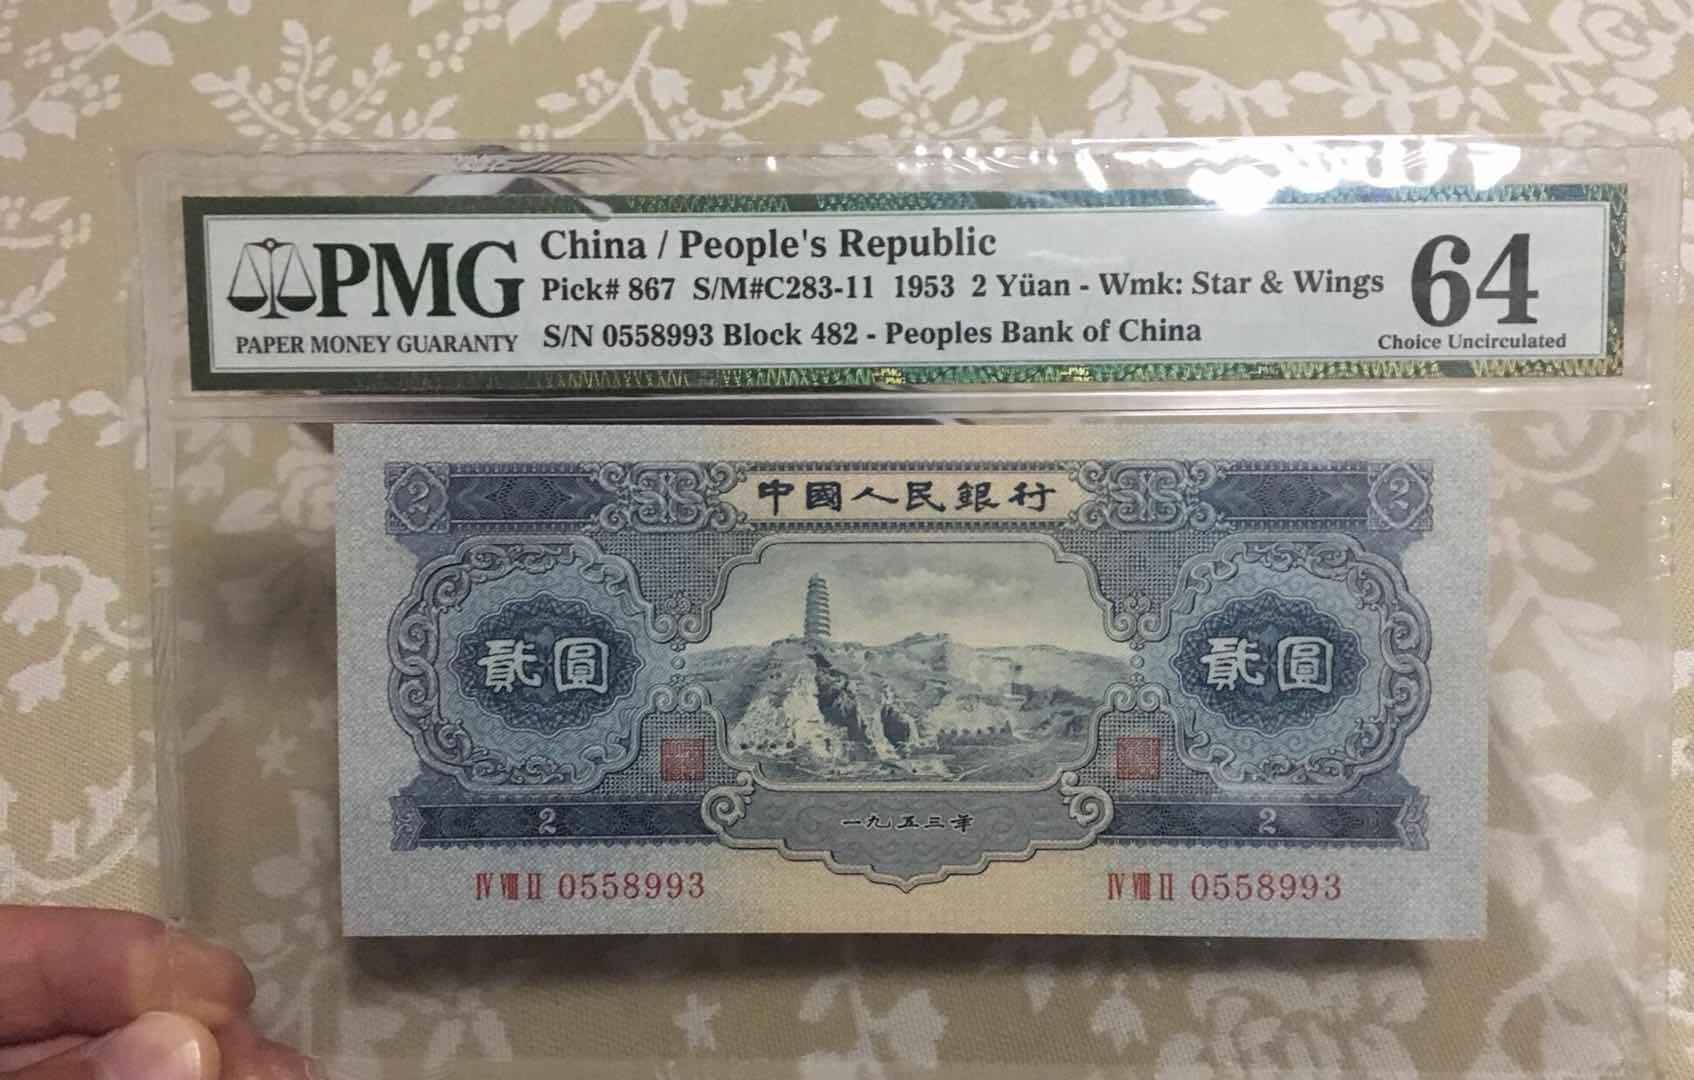 PMG
PAPER MONEY GUARANTY
China / People's Republic
Pick# 867 S/M#C283-11 1953 2 Yüan - Wmk: Star & Wings
S/N 0558993 Block 482 - Peoples Bank of China
64
Choice Uncirculated
2
中國人民銀行
2
貳圓
貳圓
2
一九五三年
2
IV VIII II 0558993
IV VIII II 0558993